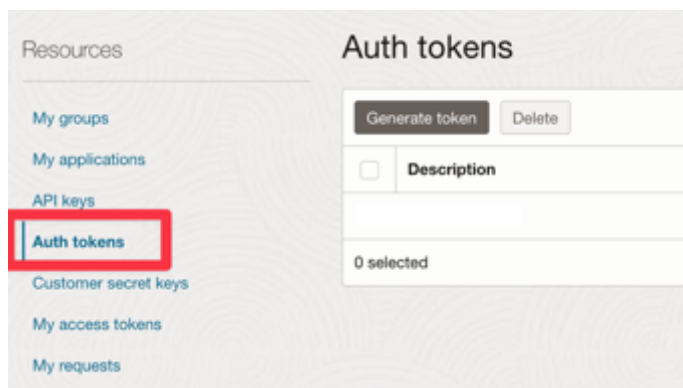 Resources
My groups
My applications
API keys
Auth tokens
Customer secret keys
My access tokens
My requests
Auth tokens
Generate token Delete
Description
0 selected